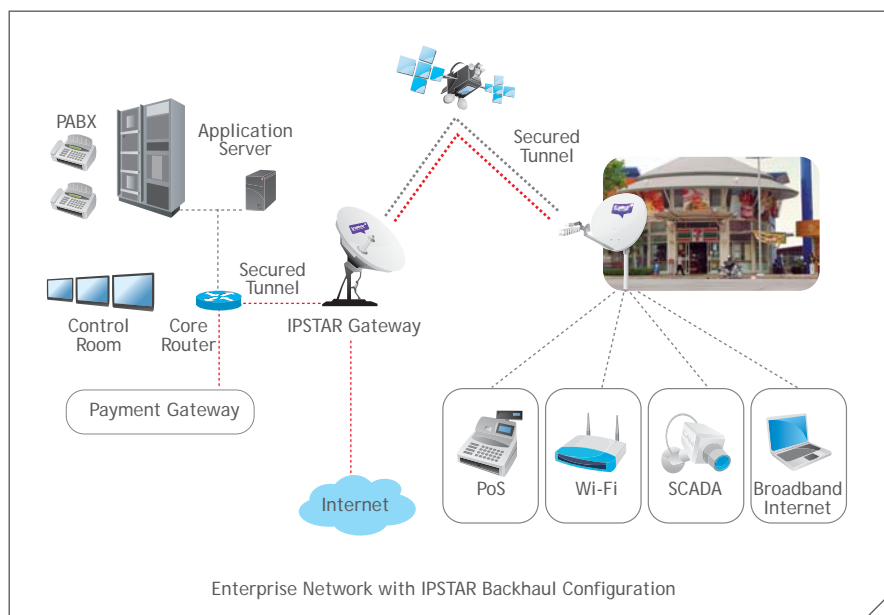 PABX
Application
Server
Secured
Tunnel
Secured
Tunnel
Control
Room
Core
Router
IPSTAR Gateway
Payment Gateway
Internet
PoS
Wi-Fi
SCADA
Broadband
Internet
Enterprise Network with IPSTAR Backhaul Configuration